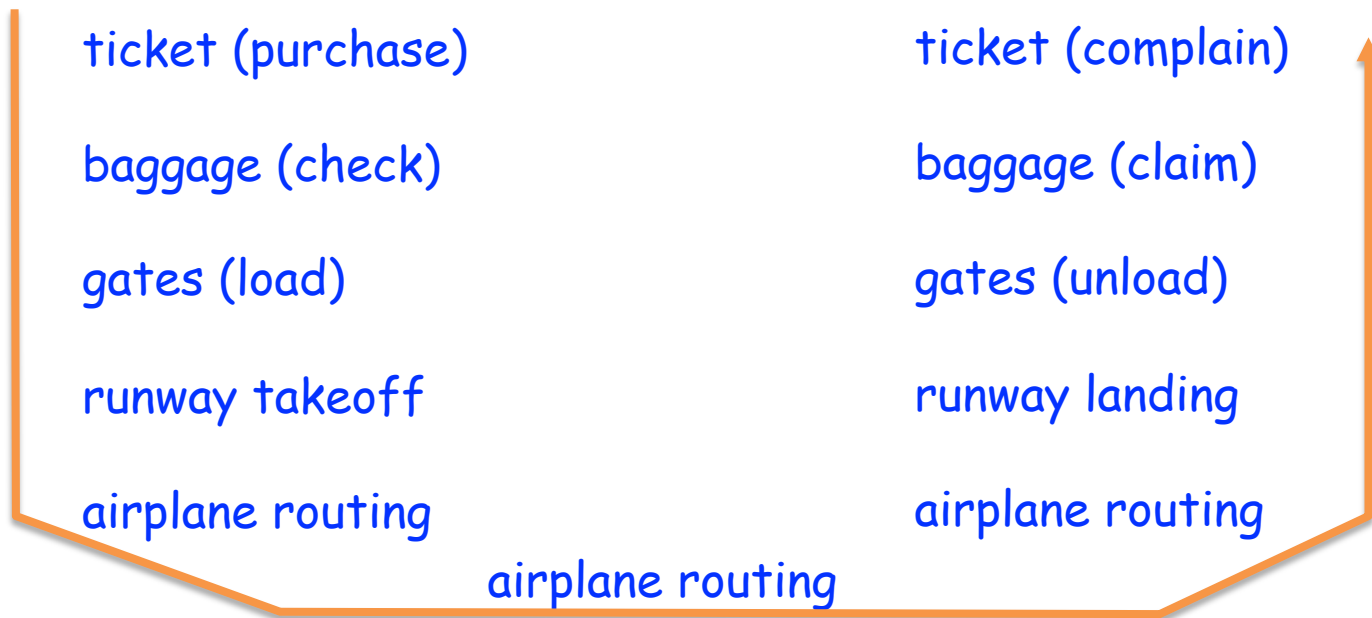 ticket (purchase)
baggage (check)
gates (load)
runway takeoff
airplane routing
airplane routing
ticket (complain)
baggage (claim)
gates (unload)
runway landing
airplane routing